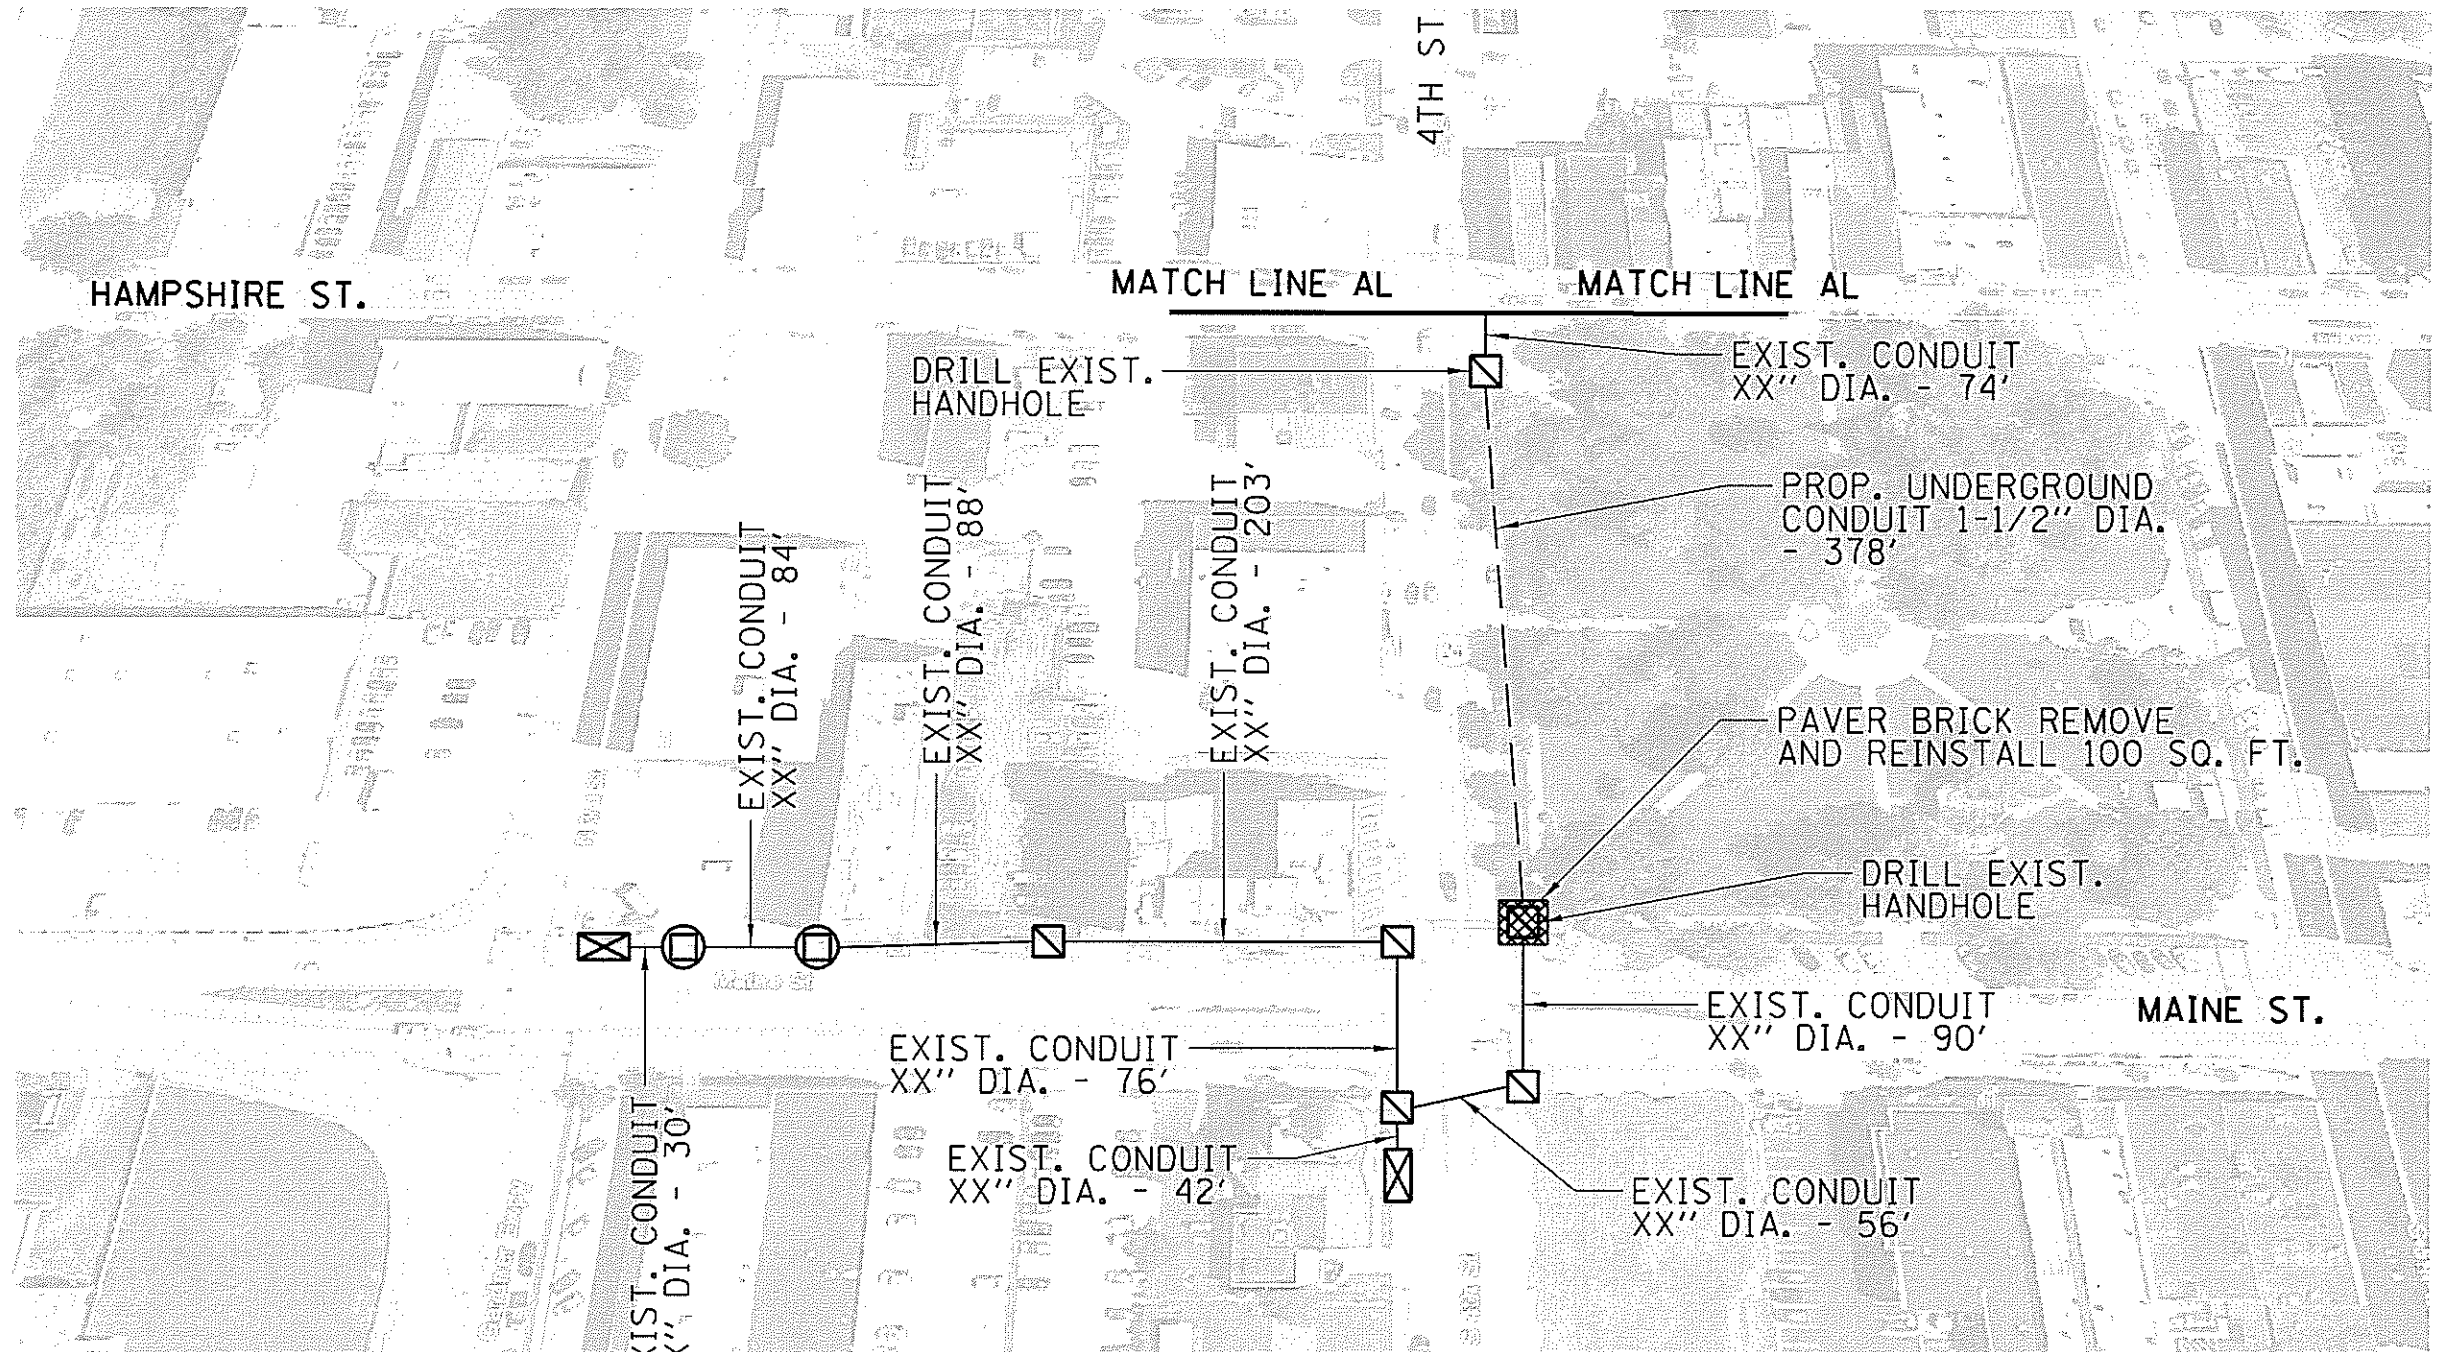 4TH ST
HAMPSHIRE ST.
MATCH LINE AL
MATCH LINE AL
DRILL EXIST.
HANDHOLE
EXIST. CONDUIT
XX" DIA. - 74'
PROP. UNDERGROUND
CONDUIT 1-1/2" DIA.
- 378'
EXIST. CONDUIT
XX" DIA. - 84'
EXIST. CONDUIT
XX" DIA. - 88'
EXIST. CONDUIT
XX" DIA. - 203'
PAVER BRICK REMOVE
AND REINSTALL 100 SQ. FT.
DRILL EXIST.
HANDHOLE
Maine St
EXIST. CONDUIT
XX" DIA. - 90'
MAINE ST.
EXIST. CONDUIT
XX" DIA. - 76'
EXIST. CONDUIT
XX" DIA. - 42'
EXIST. CONDUIT
XX" DIA. - 56'
XIST. CONDUIT
X" DIA. - 30'